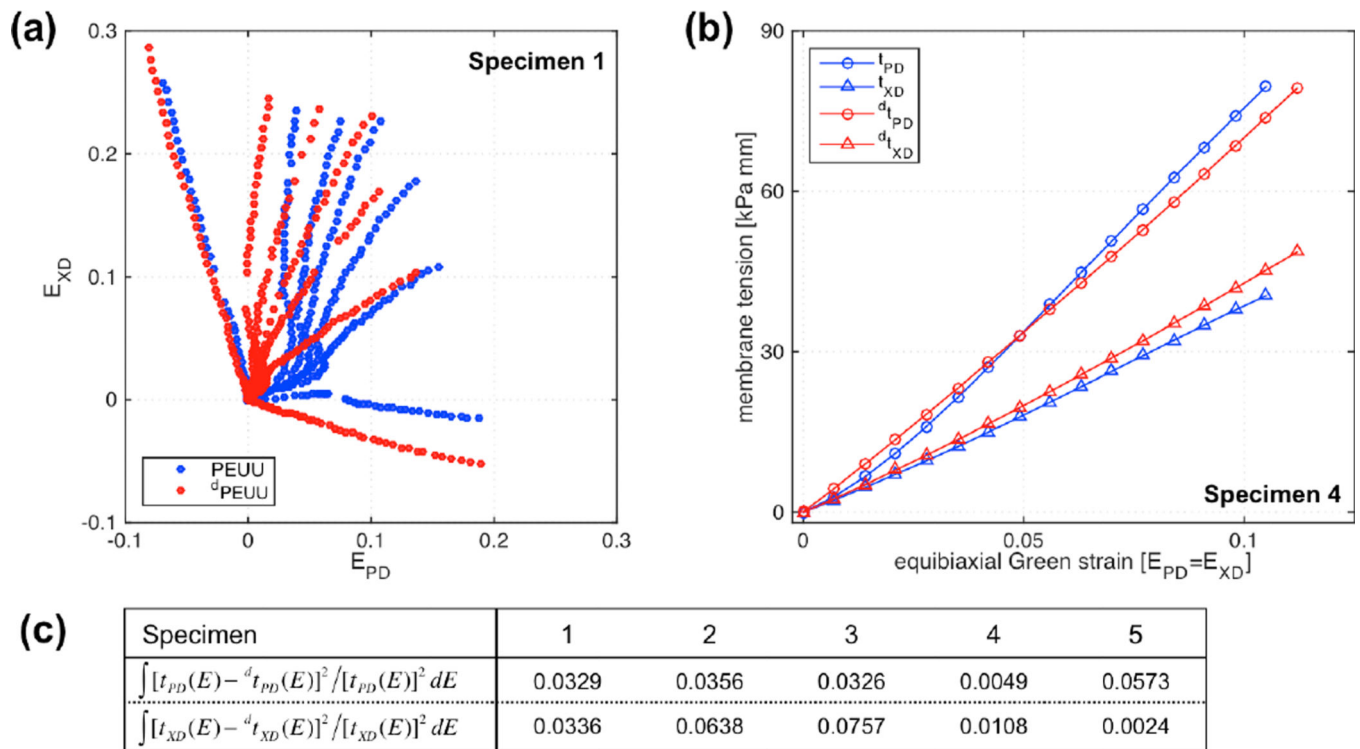 (a)
0.3
0.2
0.1
0
-0.1
E_XD
Specimen 1
PEUU
ᵈPEUU
-0.1 0 0.1 0.2 0.3
E_PD
(b)
90
60
30
0
membrane tension [kPa mm]
t_PD
t_XD
ᵈt_PD
ᵈt_XD
Specimen 4
0 0.05 0.1
equibiaxial Green strain [E_PD=E_XD]
(c)
Specimen 1 2 3 4 5
∫[t_PD(E) − ᵈt_PD(E)]²/[t_PD(E)]² dE 0.0329 0.0356 0.0326 0.0049 0.0573
∫[t_XD(E) − ᵈt_XD(E)]²/[t_XD(E)]² dE 0.0336 0.0638 0.0757 0.0108 0.0024